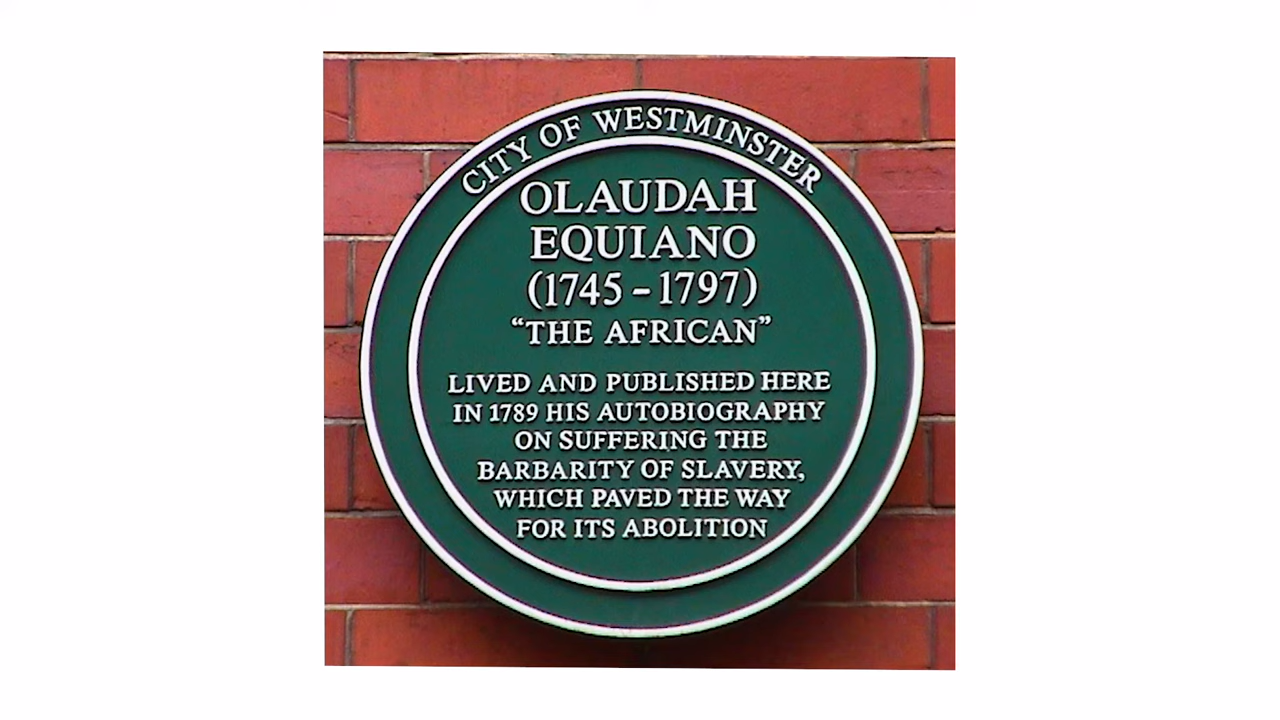 CITY OF WESTMINSTER
OLAUDAH
EQUIANO
(1745 – 1797)
“THE AFRICAN”
LIVED AND PUBLISHED HERE
IN 1789 HIS AUTOBIOGRAPHY
ON SUFFERING THE
BARBARITY OF SLAVERY,
WHICH PAVED THE WAY
FOR ITS ABOLITION